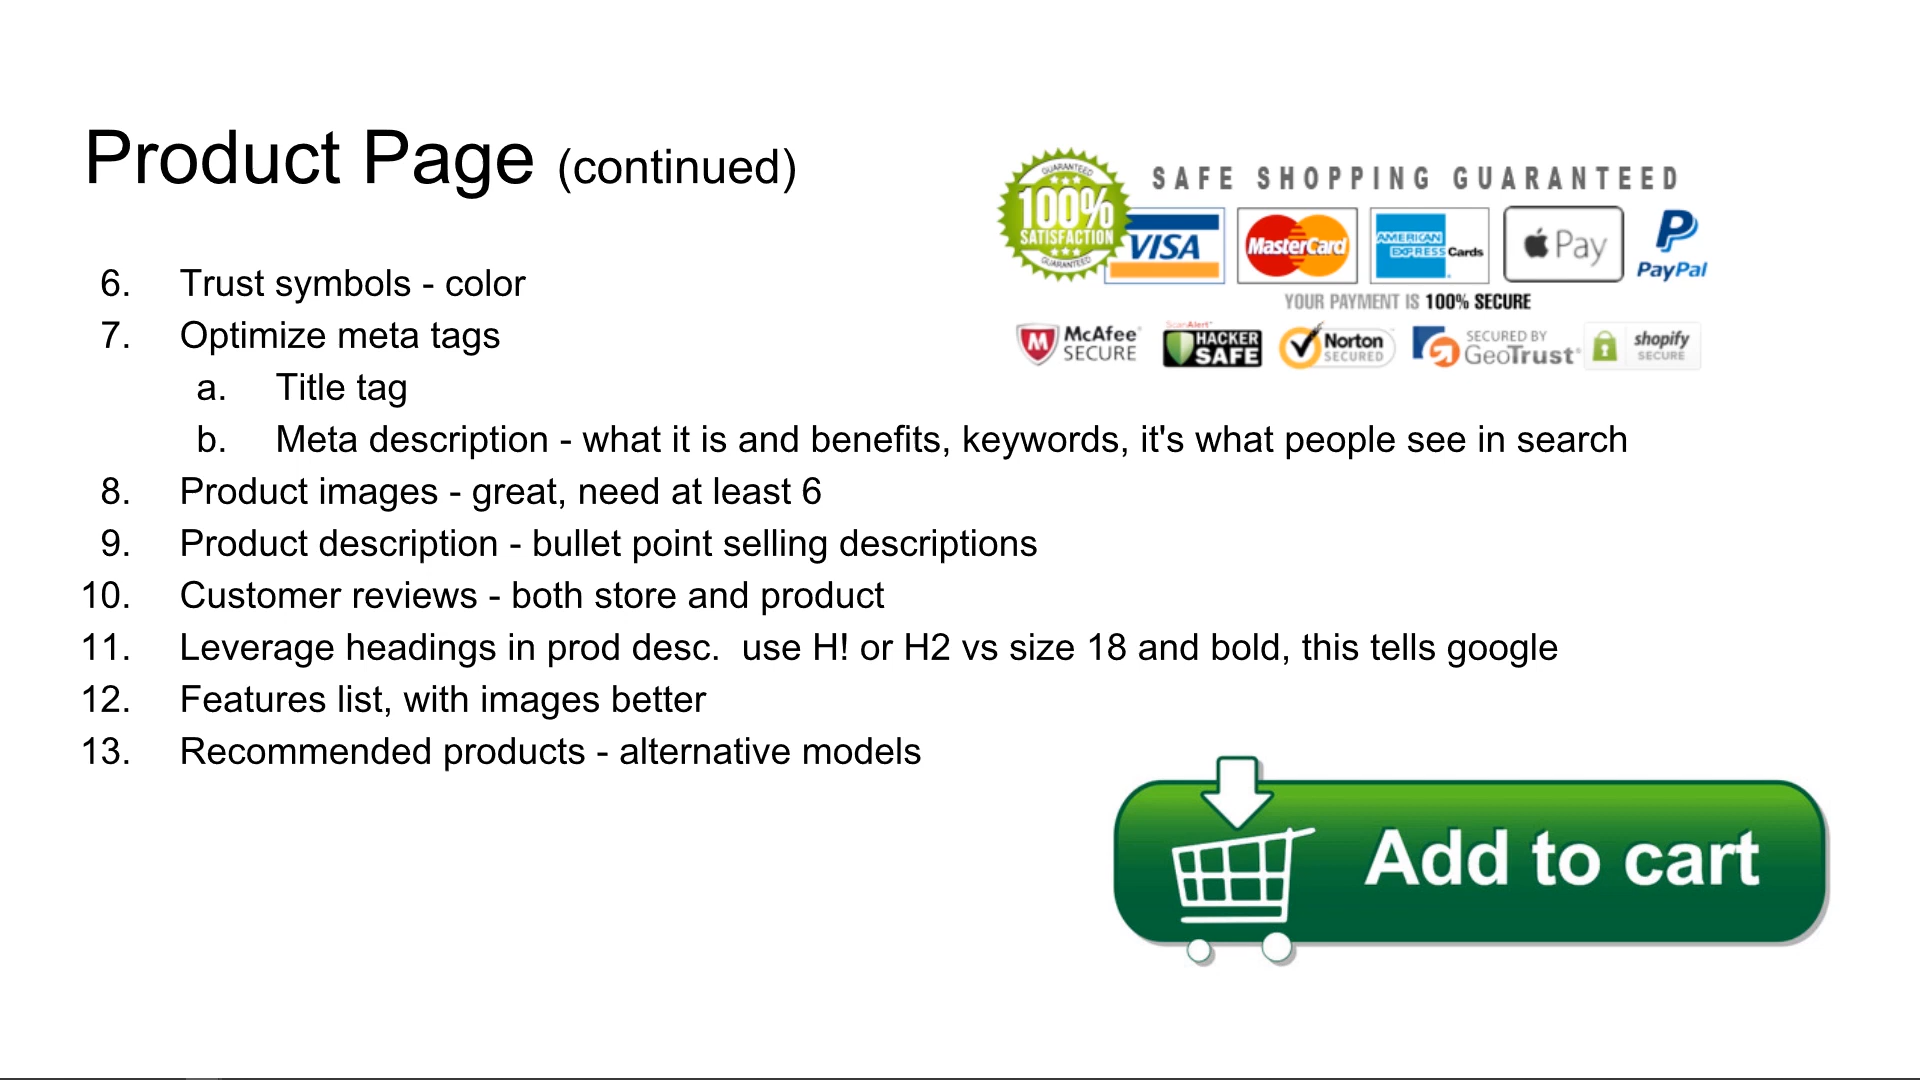 Product Page (continued)
6. Trust symbols - color
7. Optimize meta tags
a. Title tag
b. Meta description - what it is and benefits, keywords, it's what people see in search
8. Product images - great, need at least 6
9. Product description - bullet point selling descriptions
10. Customer reviews - both store and product
11. Leverage headings in prod desc.  use H! or H2 vs size 18 and bold, this tells google
12. Features list, with images better
13. Recommended products - alternative models
SAFE SHOPPING GUARANTEED
GUARANTEED
100%
SATISFACTION
GUARANTEED
VISA
MasterCard
AMERICAN EXPRESS Cards
Pay
P
PayPal
YOUR PAYMENT IS 100% SECURE
M McAfee SECURE
ScanAlert HACKER SAFE
Norton SECURED
SECURED BY GeoTrust
shopify SECURE
Add to cart